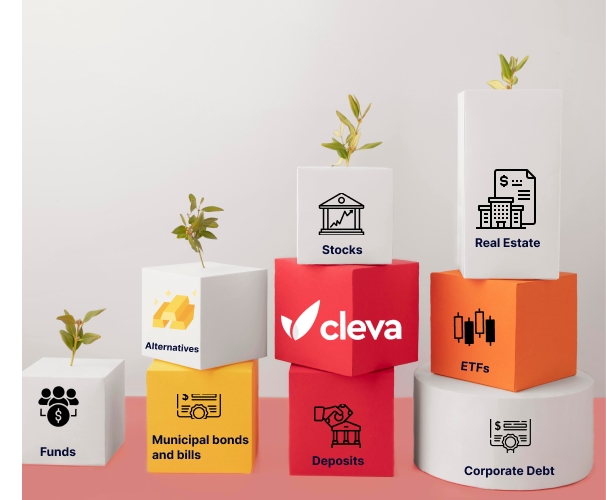 Stocks
Real Estate
Alternatives
cleva
ETFs
Funds
Municipal bonds
and bills
Deposits
Corporate Debt